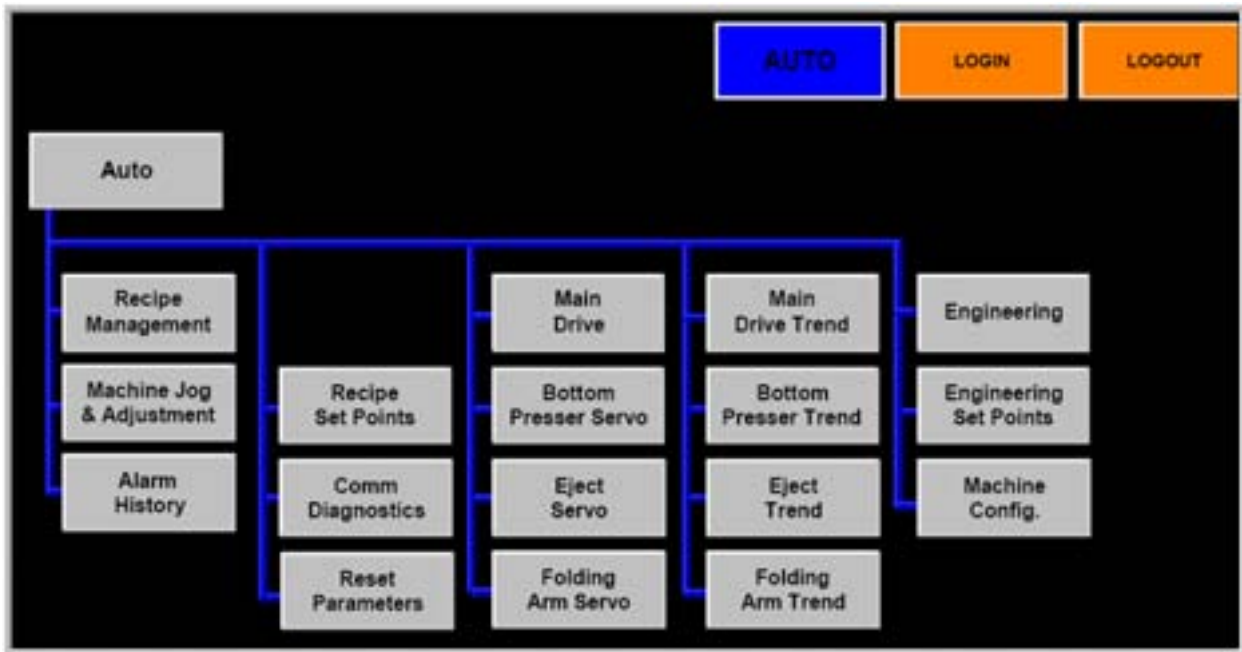 AUTO
LOGIN
LOGOUT
Auto
Recipe
Management
Machine Jog
& Adjustment
Alarm
History
Recipe
Set Points
Comm
Diagnostics
Reset
Parameters
Main
Drive
Bottom
Presser Servo
Eject
Servo
Folding
Arm Servo
Main
Drive Trend
Bottom
Presser Trend
Eject
Trend
Folding
Arm Trend
Engineering
Engineering
Set Points
Machine
Config.